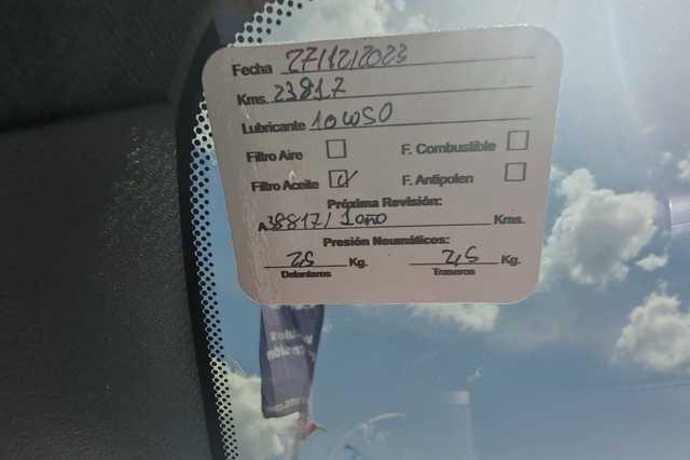 Fecha 27/12/2023
Kms. 23817
Lubricante 10W50
Filtro Aire F. Combustible
Filtro Aceite F. Antipolen
Próxima Revisión:
A 38817/1 año Kms.
Presión Neumáticos:
2,5 Kg. 2,5 Kg.
Delanteros Traseros